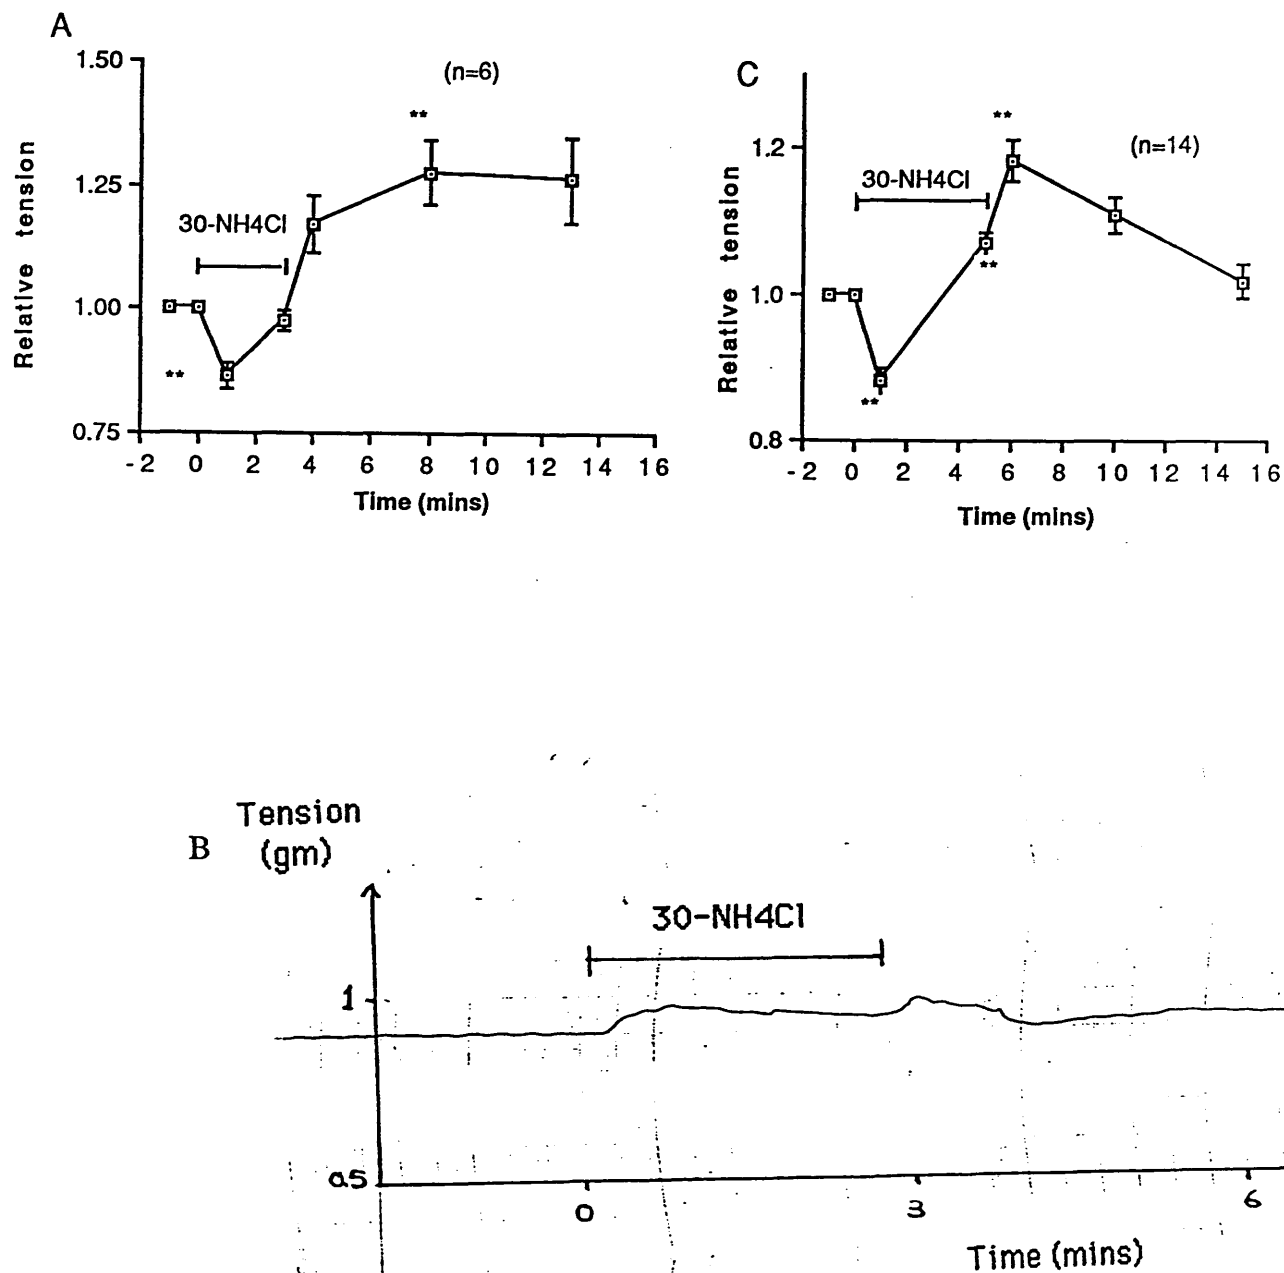 A
1.50
1.25
1.00
0.75
Relative tension
(n=6)
**
30-NH4Cl
**
-2 0 2 4 6 8 10 12 14 16
Time (mins)
C
1.2
1.0
0.8
Relative tension
**
(n=14)
30-NH4Cl
**
**
-2 0 2 4 6 10 12 14 16
Time (mins)
B
Tension
(gm)
30-NH4Cl
1
0.5
0 3 6
Time (mins)